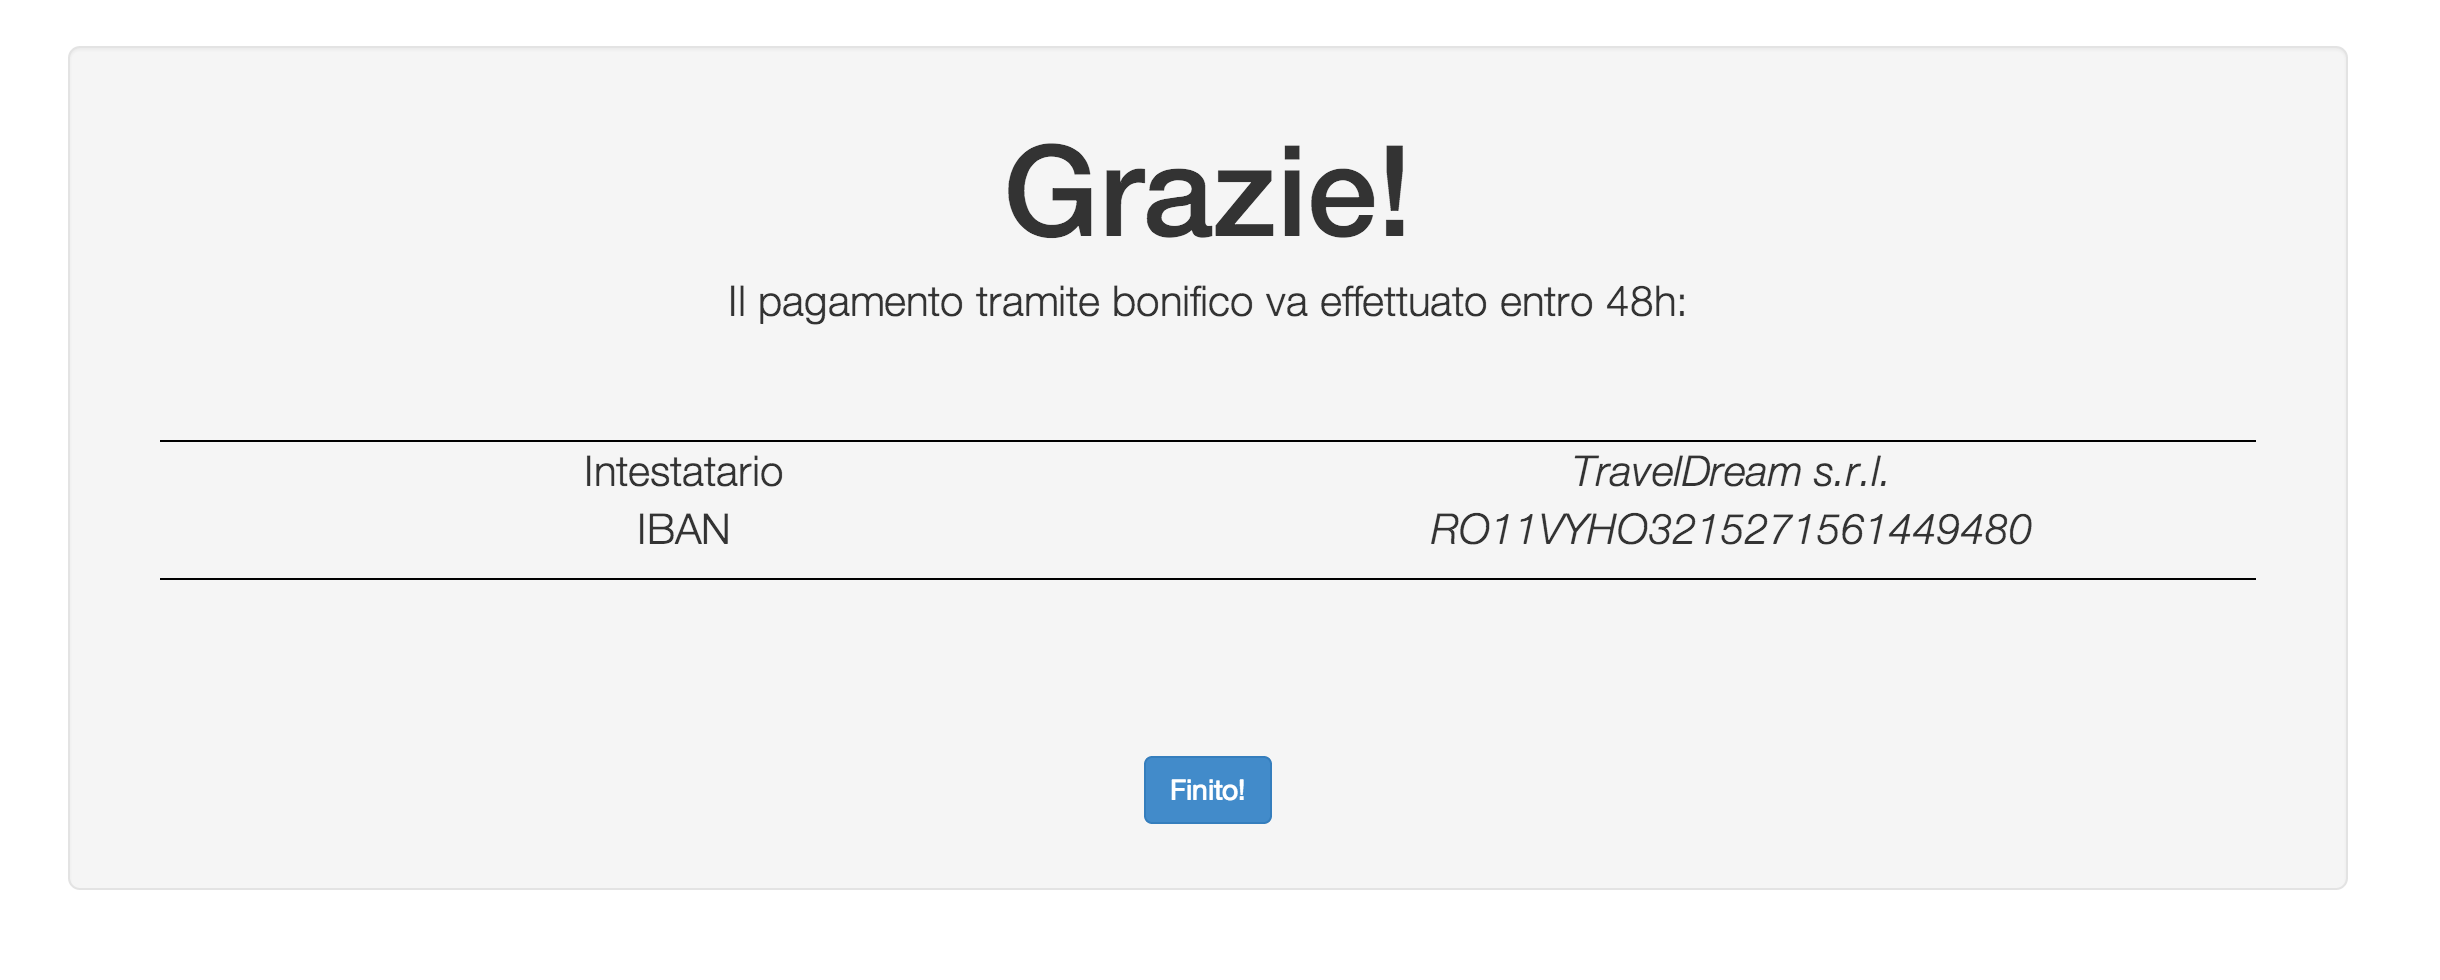 Grazie!
Il pagamento tramite bonifico va effettuato entro 48h:
Intestatario TravelDream s.r.l.
IBAN RO11VYHO3215271561449480
Finito!